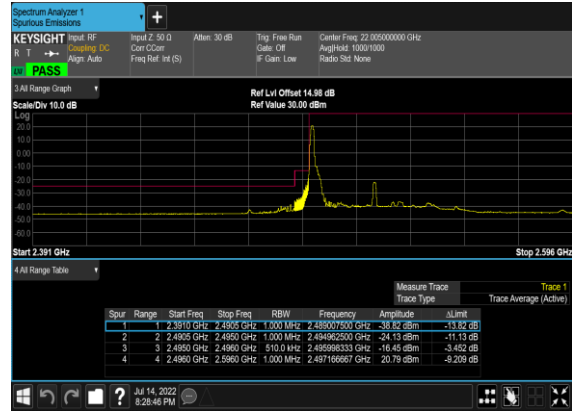 Spectrum Analyzer 1
Spurious Emissions
KEYSIGHT Input: RF Input Z: 50 Ω Atten: 30 dB Trig: Free Run Center Freq: 22.005000000 GHz
R T Coupling: DC Corr CCorr Gate: Off Avg|Hold: 1000/1000
Align: Auto Freq Ref: Int (S) IF Gain: Low Radio Std: None
LM PASS
3 All Range Graph
Ref Lvl Offset 14.98 dB
Scale/Div 10.0 dB Ref Value 30.00 dBm
Log
20.0
10.0
0.00
-10.0
-20.0
-30.0
-40.0
-50.0
-60.0
Start 2.391 GHz Stop 2.596 GHz
4 All Range Table
Measure Trace Trace 1
Trace Type Trace Average (Active)
Spur Range Start Freq Stop Freq RBW Frequency Amplitude ΔLimit
1 1 2.3910 GHz 2.4905 GHz 1.000 MHz 2.489007500 GHz -38.82 dBm -13.82 dB
2 2 2.4905 GHz 2.4950 GHz 1.000 MHz 2.494962500 GHz -24.13 dBm -11.13 dB
3 3 2.4950 GHz 2.4960 GHz 510.0 kHz 2.495998333 GHz -16.45 dBm -3.452 dB
4 4 2.4960 GHz 2.5960 GHz 1.000 MHz 2.497166667 GHz 20.79 dBm -9.209 dB
Jul 14, 2022
8:28:46 PM